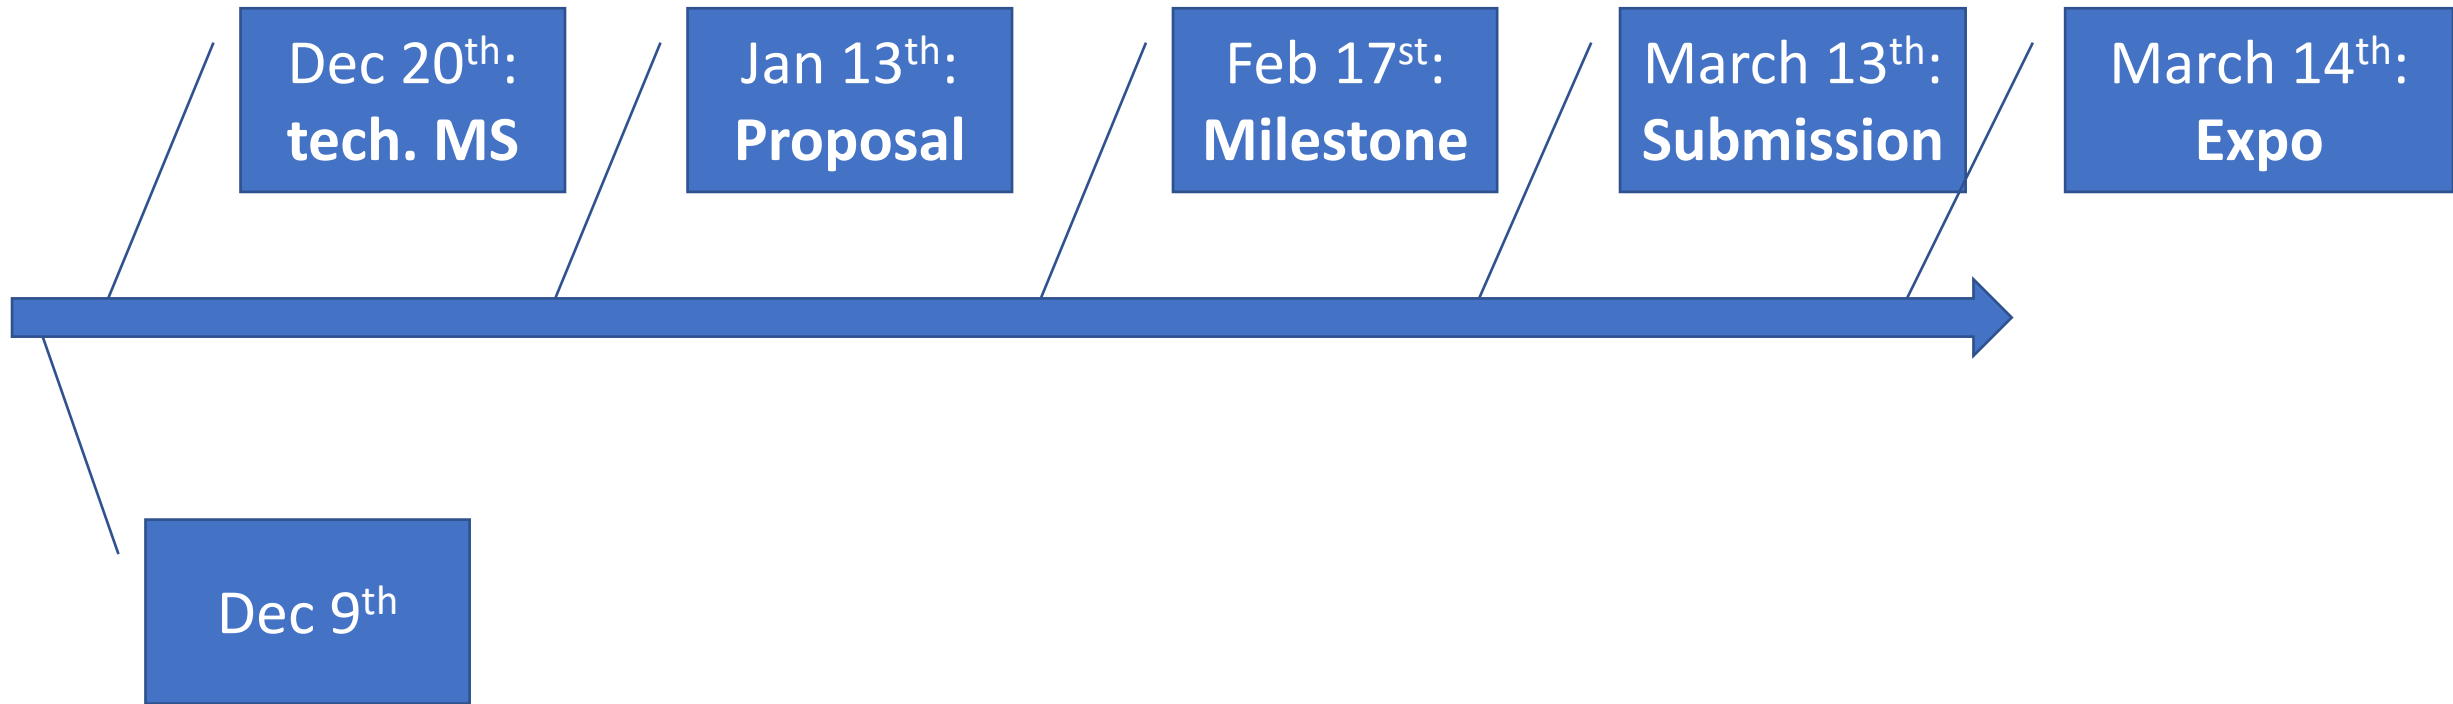 Dec 20th:
tech. MS
Jan 13th:
Proposal
Feb 17st:
Milestone
March 13th:
Submission
March 14th:
Expo
Dec 9th